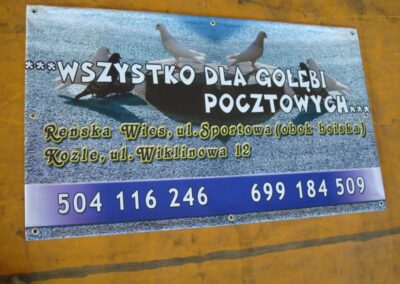 ***WSZYSTKO DLA GOŁĘBI
POCZTOWYCH***
Reńska Wieś, ul. Sportowa (obok boiska)
Koźle, ul. Wiklinowa 12
504 116 246 699 184 509